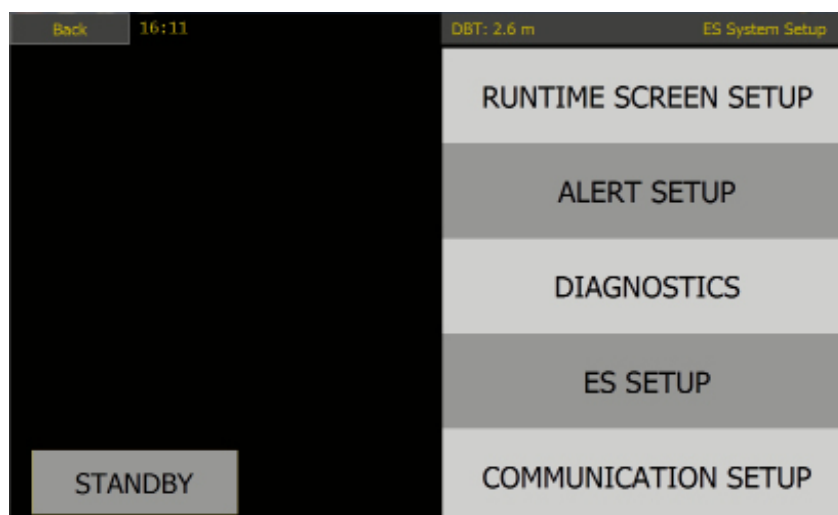 Back 16:11 DBT: 2.6 m ES System Setup
RUNTIME SCREEN SETUP
ALERT SETUP
DIAGNOSTICS
ES SETUP
STANDBY
COMMUNICATION SETUP